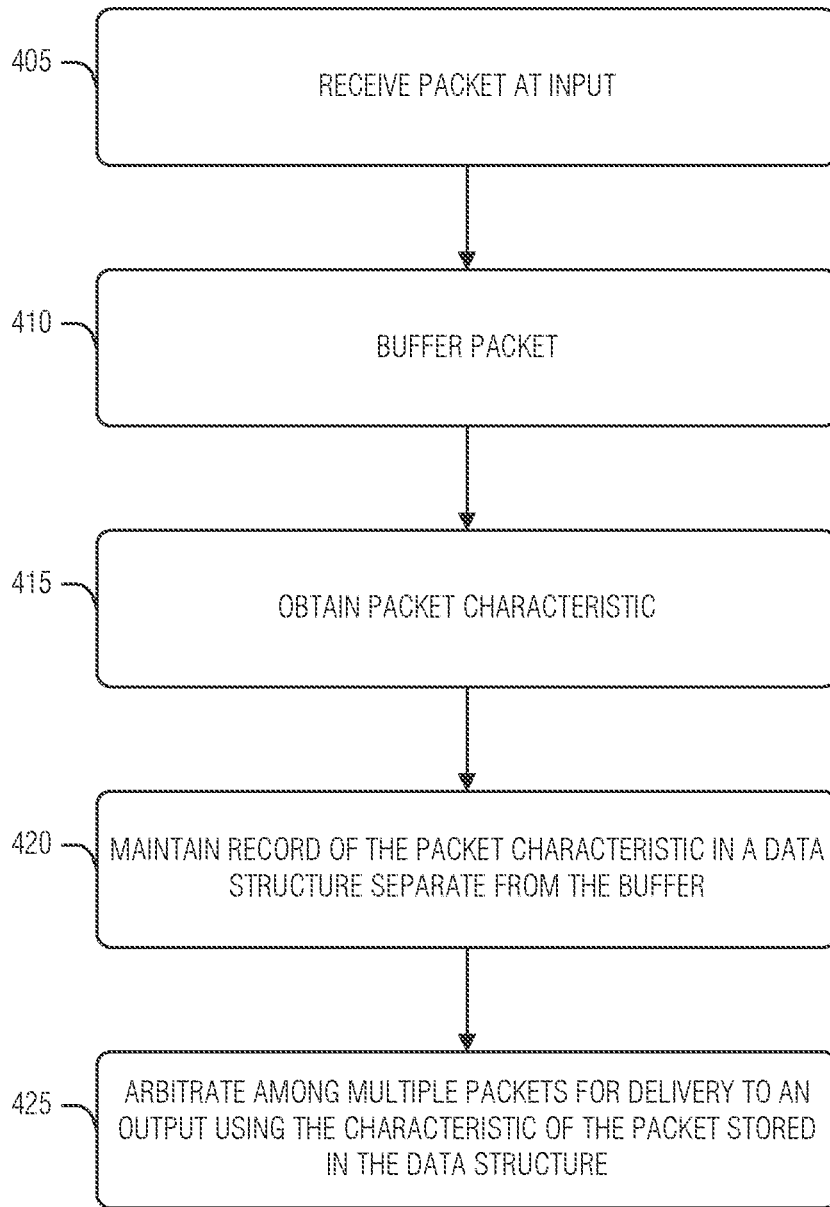 405
RECEIVE PACKET AT INPUT
410
BUFFER PACKET
415
OBTAIN PACKET CHARACTERISTIC
420
MAINTAIN RECORD OF THE PACKET CHARACTERISTIC IN A DATA
STRUCTURE SEPARATE FROM THE BUFFER
425
ARBITRATE AMONG MULTIPLE PACKETS FOR DELIVERY TO AN
OUTPUT USING THE CHARACTERISTIC OF THE PACKET STORED
IN THE DATA STRUCTURE